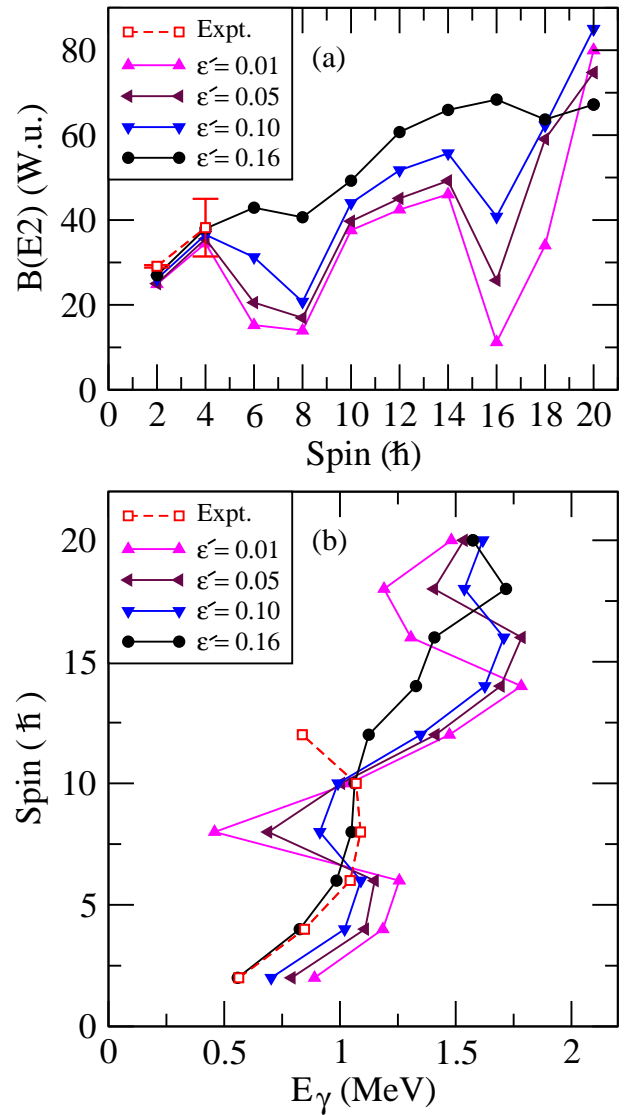 80
60
40
20
0
B(E2) (W.u.)
Expt.
ε′= 0.01
ε′= 0.05
ε′= 0.10
ε′= 0.16
(a)
0 2 4 6 8 10 12 14 16 18 20
Spin (ℏ)
20
15
10
5
0
Spin ( ℏ )
Expt.
ε′= 0.01
ε′= 0.05
ε′= 0.10
ε′= 0.16
(b)
0 0.5 1 1.5 2
Eγ (MeV)